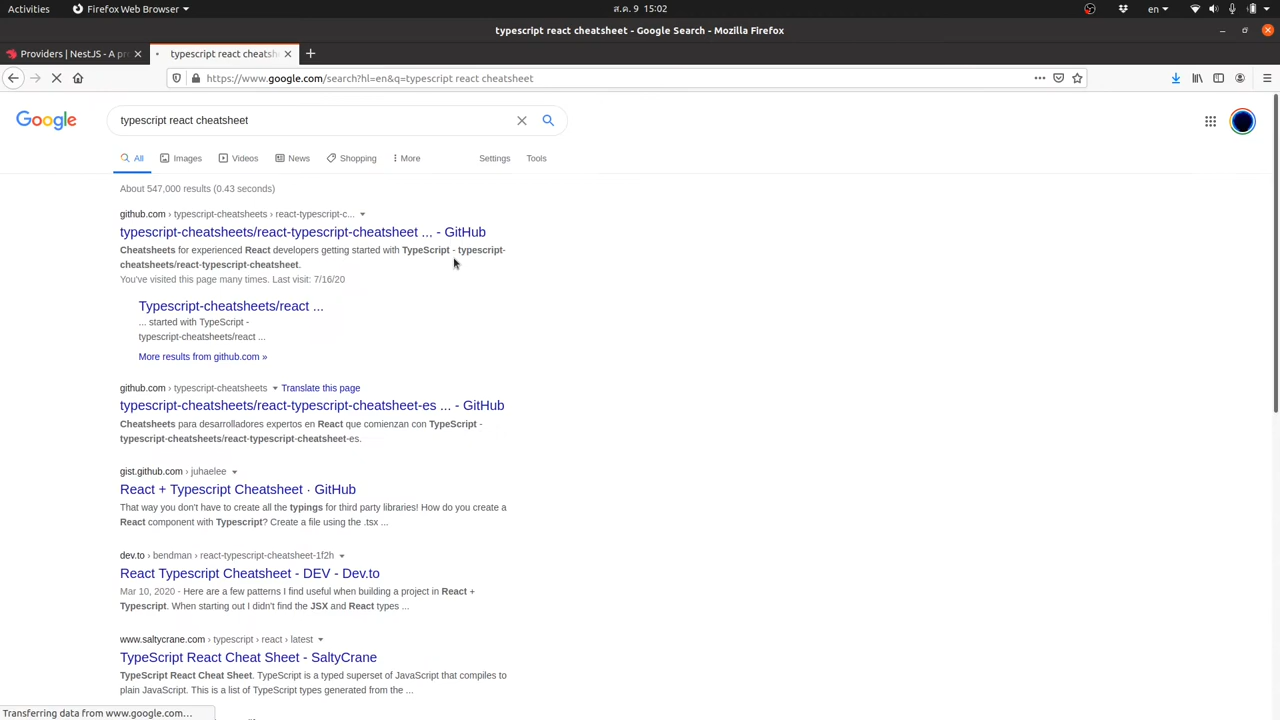 Activities
Firefox Web Browser
ส.ค. 9 15:02
en
typescript react cheatsheet - Google Search - Mozilla Firefox
Providers | NestJS - A pr
typescript react cheatsh
https://www.google.com/search?hl=en&q=typescript react cheatsheet
Google
typescript react cheatsheet
All
Images
Videos
News
Shopping
More
Settings
Tools
About 547,000 results (0.43 seconds)
github.com › typescript-cheatsheets › react-typescript-c...
typescript-cheatsheets/react-typescript-cheatsheet ... - GitHub
Cheatsheets for experienced React developers getting started with TypeScript - typescript-
cheatsheets/react-typescript-cheatsheet.
You've visited this page many times. Last visit: 7/16/20
Typescript-cheatsheets/react ...
... started with TypeScript -
typescript-cheatsheets/react ...
More results from github.com »
github.com › typescript-cheatsheets Translate this page
typescript-cheatsheets/react-typescript-cheatsheet-es ... - GitHub
Cheatsheets para desarrolladores expertos en React que comienzan con TypeScript -
typescript-cheatsheets/react-typescript-cheatsheet-es.
gist.github.com › juhaelee
React + Typescript Cheatsheet · GitHub
That way you don't have to create all the typings for third party libraries! How do you create a
React component with Typescript? Create a file using the .tsx ...
dev.to › bendman › react-typescript-cheatsheet-1f2h
React Typescript Cheatsheet - DEV - Dev.to
Mar 10, 2020 - Here are a few patterns I find useful when building a project in React +
Typescript. When starting out I didn't find the JSX and React types ...
www.saltycrane.com › typescript › react › latest
TypeScript React Cheat Sheet - SaltyCrane
TypeScript React Cheat Sheet. TypeScript is a typed superset of JavaScript that compiles to
plain JavaScript. This is a list of TypeScript types generated from the ...
Transferring data from www.google.com...